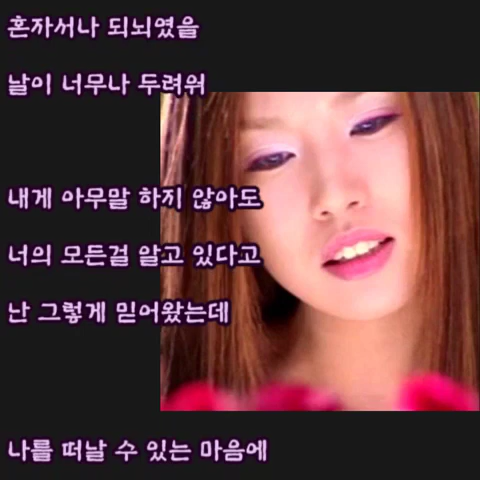 혼자서나 되뇌였을
날이 너무나 두려워
내게 아무말 하지 않아도
너의 모든걸 알고 있다고
난 그렇게 믿어왔는데
나를 떠날 수 있는 마음에